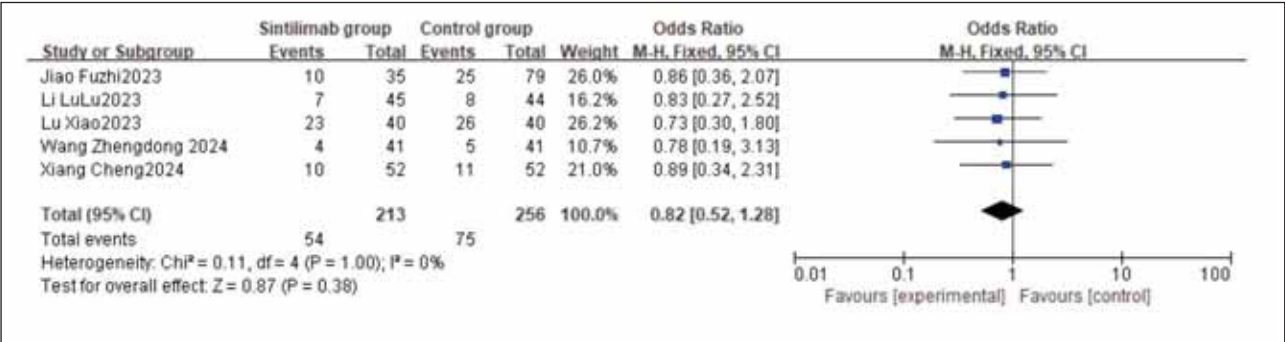 Sintilimab group Control group Odds Ratio Odds Ratio
Study or Subgroup Events Total Events Total Weight M-H, Fixed, 95% CI M-H, Fixed, 95% CI
Jiao Fuzhi2023 10 35 25 79 26.0% 0.86 [0.36, 2.07]
Li LuLu2023 7 45 8 44 16.2% 0.83 [0.27, 2.52]
Lu Xiao2023 23 40 26 40 26.2% 0.73 [0.30, 1.80]
Wang Zhengdong 2024 4 41 5 41 10.7% 0.78 [0.19, 3.13]
Xiang Cheng2024 10 52 11 52 21.0% 0.89 [0.34, 2.31]
Total (95% CI) 213 256 100.0% 0.82 [0.52, 1.28]
Total events 54 75
Heterogeneity: Chi² = 0.11, df = 4 (P = 1.00); I² = 0%
Test for overall effect: Z = 0.87 (P = 0.38)
0.01 0.1 1 10 100
Favours [experimental] Favours [control]